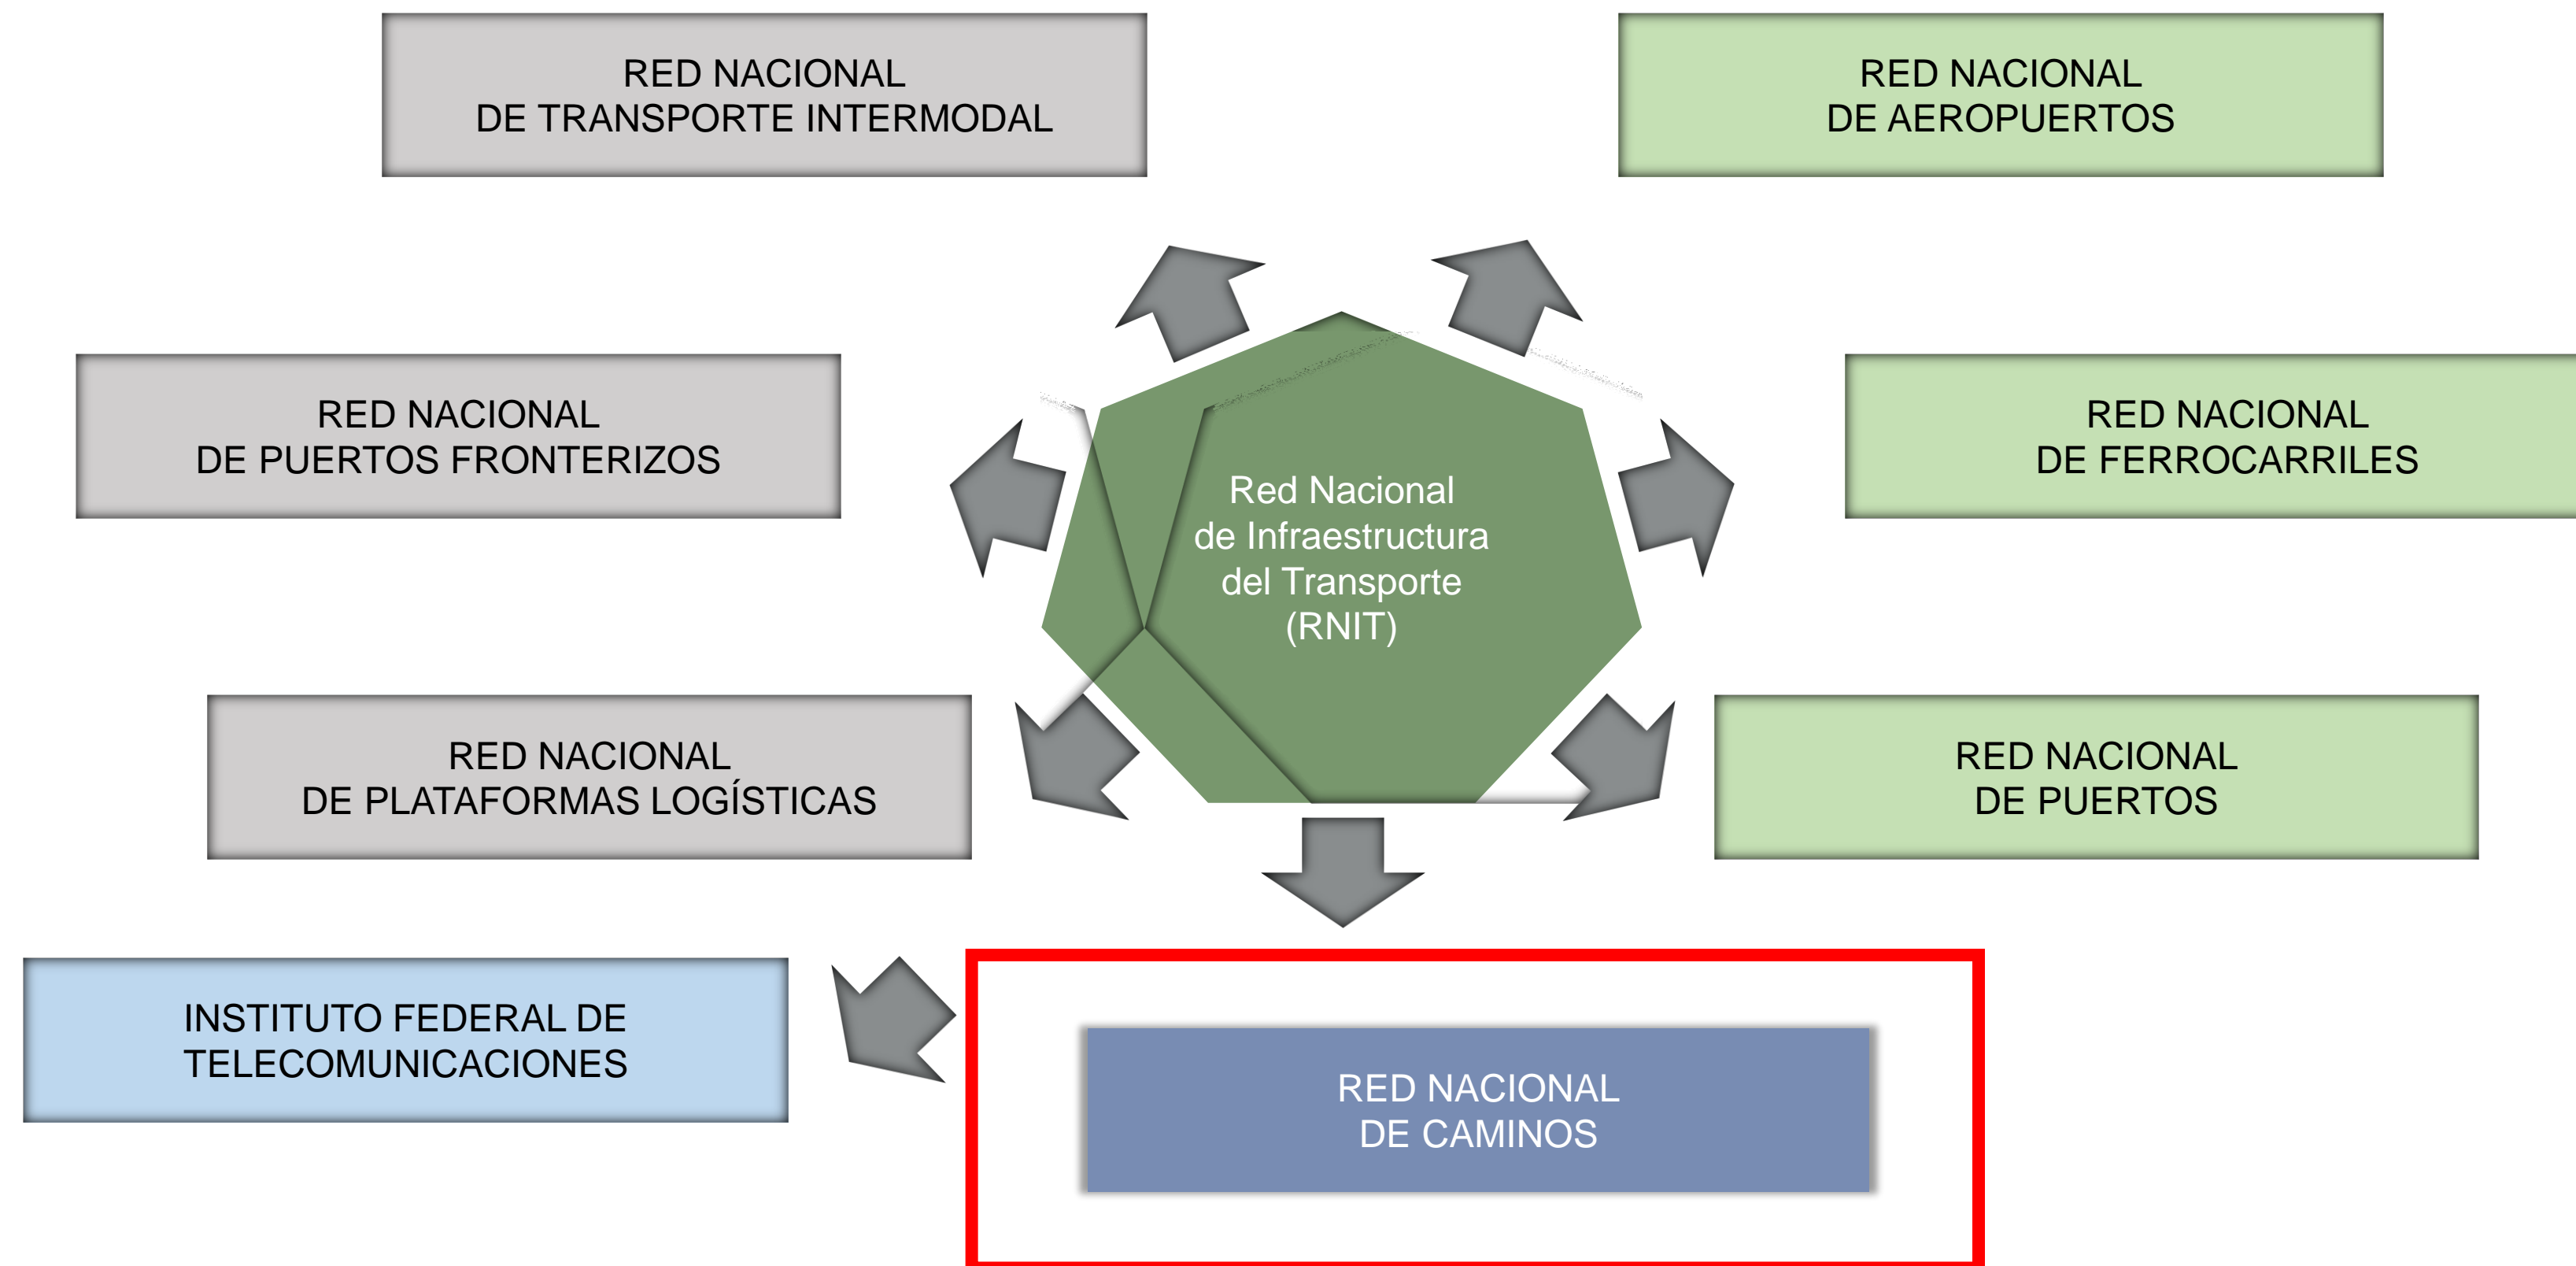 RED NACIONAL
DE TRANSPORTE INTERMODAL
RED NACIONAL
DE AEROPUERTOS
RED NACIONAL
DE PUERTOS FRONTERIZOS
Red Nacional
de Infraestructura
del Transporte
(RNIT)
RED NACIONAL
DE FERROCARRILES
RED NACIONAL
DE PLATAFORMAS LOGÍSTICAS
RED NACIONAL
DE PUERTOS
INSTITUTO FEDERAL DE
TELECOMUNICACIONES
RED NACIONAL
DE CAMINOS